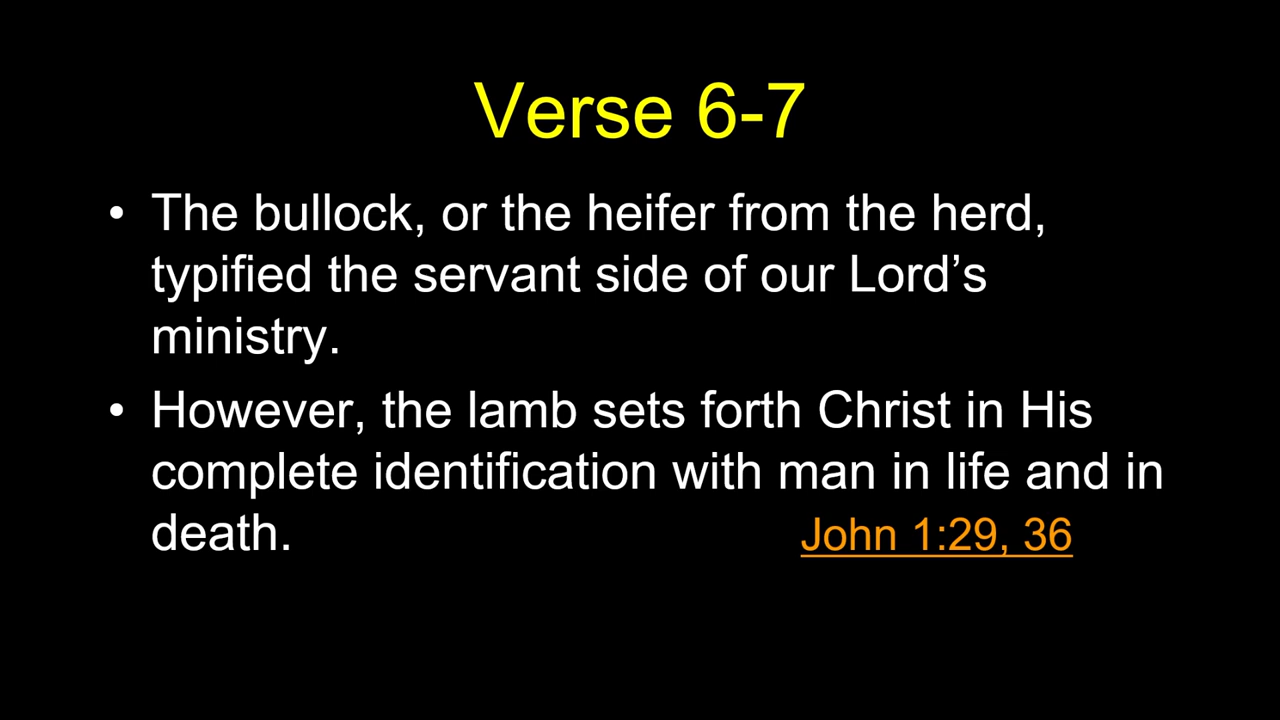 Verse 6-7
• The bullock, or the heifer from the herd,
typified the servant side of our Lord’s
ministry.
• However, the lamb sets forth Christ in His
complete identification with man in life and in
death. John 1:29, 36